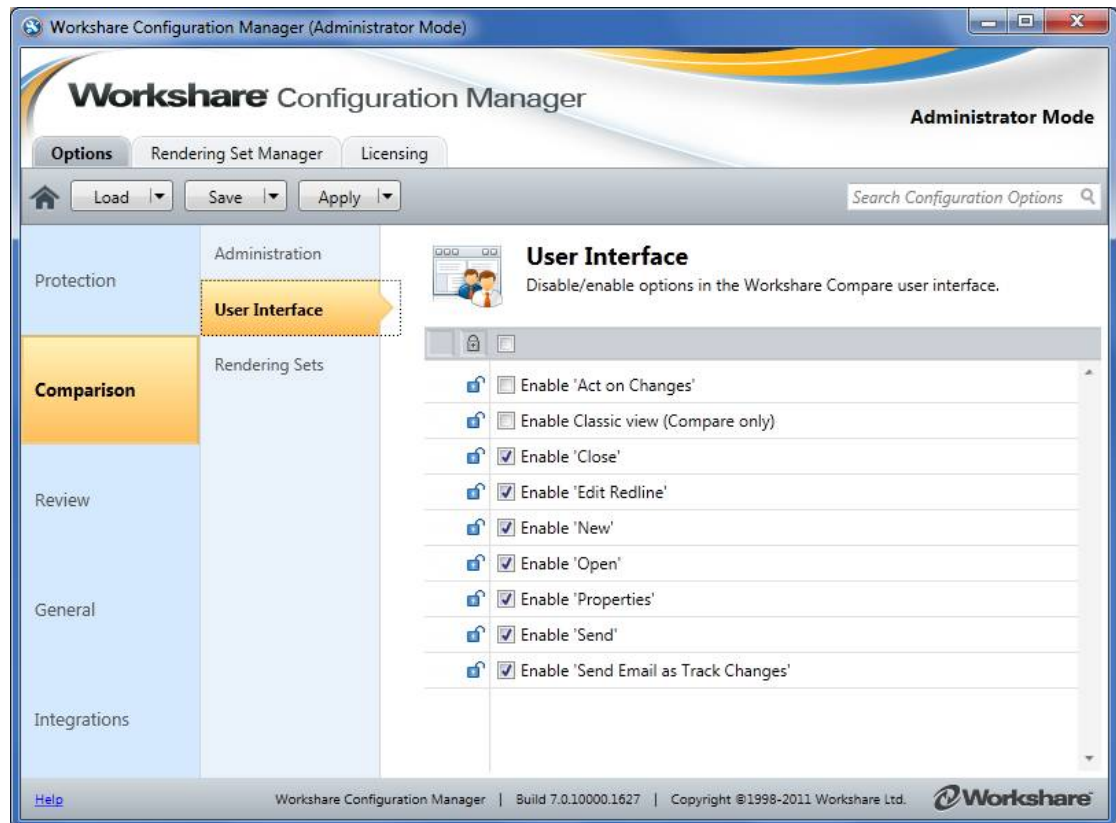 Workshare Configuration Manager (Administrator Mode)
Workshare Configuration Manager
Administrator Mode
Options
Rendering Set Manager
Licensing
Load
Save
Apply
Search Configuration Options
Protection
Comparison
Review
General
Integrations
Administration
User Interface
Rendering Sets
User Interface
Disable/enable options in the Workshare Compare user interface.
Enable 'Act on Changes'
Enable Classic view (Compare only)
Enable 'Close'
Enable 'Edit Redline'
Enable 'New'
Enable 'Open'
Enable 'Properties'
Enable 'Send'
Enable 'Send Email as Track Changes'
Help
Workshare Configuration Manager | Build 7.0.10000.1627 | Copyright ©1998-2011 Workshare Ltd.
Workshare